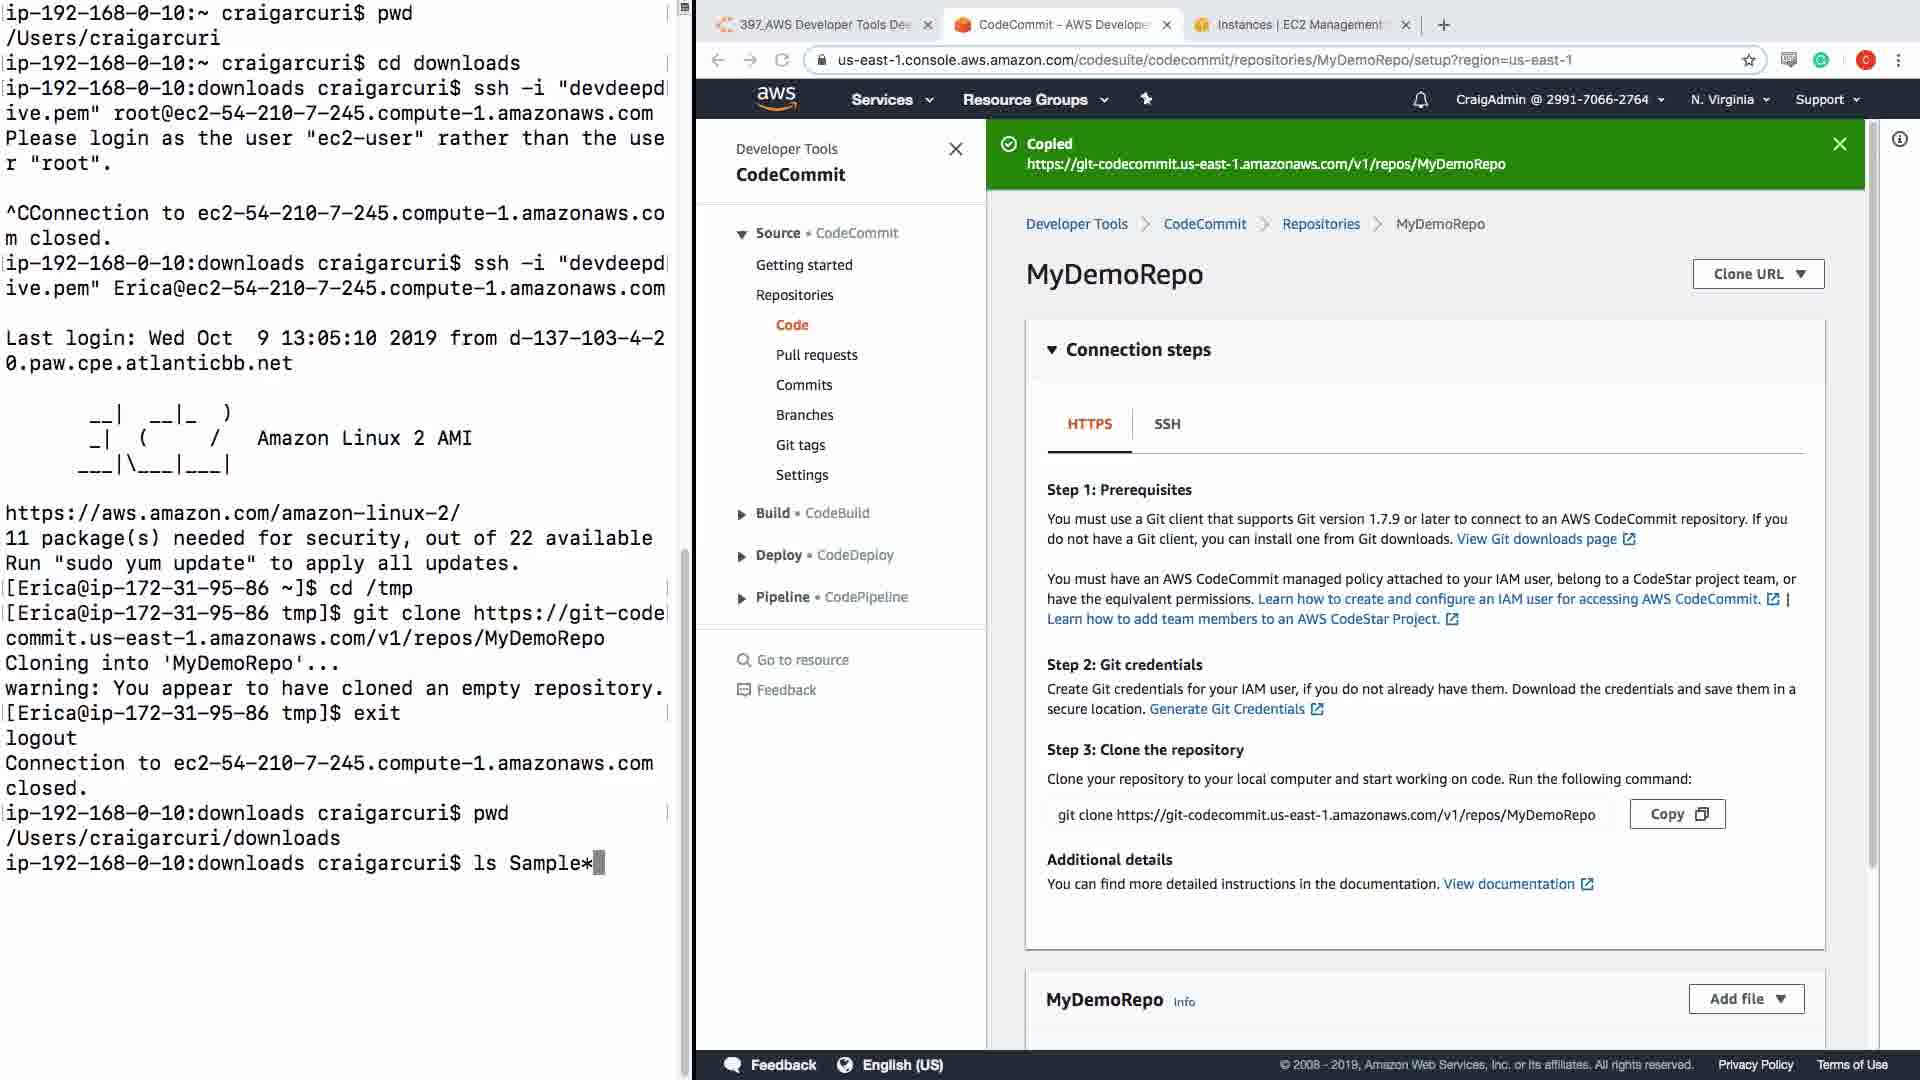 ip-192-168-0-10:~ craigarcuri$ pwd
/Users/craigarcuri
ip-192-168-0-10:~ craigarcuri$ cd downloads
ip-192-168-0-10:downloads craigarcuri$ ssh -i "devdeepd
ive.pem" root@ec2-54-210-7-245.compute-1.amazonaws.com
Please login as the user "ec2-user" rather than the use
r "root".
^CConnection to ec2-54-210-7-245.compute-1.amazonaws.co
m closed.
ip-192-168-0-10:downloads craigarcuri$ ssh -i "devdeepd
ive.pem" Erica@ec2-54-210-7-245.compute-1.amazonaws.com
Last login: Wed Oct  9 13:05:10 2019 from d-137-103-4-2
0.paw.cpe.atlanticbb.net
       __|  __|_  )
       _|  (     /   Amazon Linux 2 AMI
      ___|\___|___|
https://aws.amazon.com/amazon-linux-2/
11 package(s) needed for security, out of 22 available
Run "sudo yum update" to apply all updates.
[Erica@ip-172-31-95-86 ~]$ cd /tmp
[Erica@ip-172-31-95-86 tmp]$ git clone https://git-code
commit.us-east-1.amazonaws.com/v1/repos/MyDemoRepo
Cloning into 'MyDemoRepo'...
warning: You appear to have cloned an empty repository.
[Erica@ip-172-31-95-86 tmp]$ exit
logout
Connection to ec2-54-210-7-245.compute-1.amazonaws.com
closed.
ip-192-168-0-10:downloads craigarcuri$ pwd
/Users/craigarcuri/downloads
ip-192-168-0-10:downloads craigarcuri$ ls Sample*
397_AWS Developer Tools Dee
CodeCommit - AWS Develope
Instances | EC2 Management
us-east-1.console.aws.amazon.com/codesuite/codecommit/repositories/MyDemoRepo/setup?region=us-east-1
C
aws
Services
Resource Groups
CraigAdmin @ 2991-7066-2764
N. Virginia
Support
Developer Tools
CodeCommit
Source • CodeCommit
Getting started
Repositories
Code
Pull requests
Commits
Branches
Git tags
Settings
Build • CodeBuild
Deploy • CodeDeploy
Pipeline • CodePipeline
Go to resource
Feedback
Copied
https://git-codecommit.us-east-1.amazonaws.com/v1/repos/MyDemoRepo
Developer Tools > CodeCommit > Repositories > MyDemoRepo
MyDemoRepo
Clone URL
Connection steps
HTTPS
SSH
Step 1: Prerequisites
You must use a Git client that supports Git version 1.7.9 or later to connect to an AWS CodeCommit repository. If you
do not have a Git client, you can install one from Git downloads. View Git downloads page
You must have an AWS CodeCommit managed policy attached to your IAM user, belong to a CodeStar project team, or
have the equivalent permissions. Learn how to create and configure an IAM user for accessing AWS CodeCommit. |
Learn how to add team members to an AWS CodeStar Project.
Step 2: Git credentials
Create Git credentials for your IAM user, if you do not already have them. Download the credentials and save them in a
secure location. Generate Git Credentials
Step 3: Clone the repository
Clone your repository to your local computer and start working on code. Run the following command:
git clone https://git-codecommit.us-east-1.amazonaws.com/v1/repos/MyDemoRepo
Copy
Additional details
You can find more detailed instructions in the documentation. View documentation
MyDemoRepo Info
Add file
Feedback
English (US)
© 2008 - 2019, Amazon Web Services, Inc. or its affiliates. All rights reserved.
Privacy Policy
Terms of Use